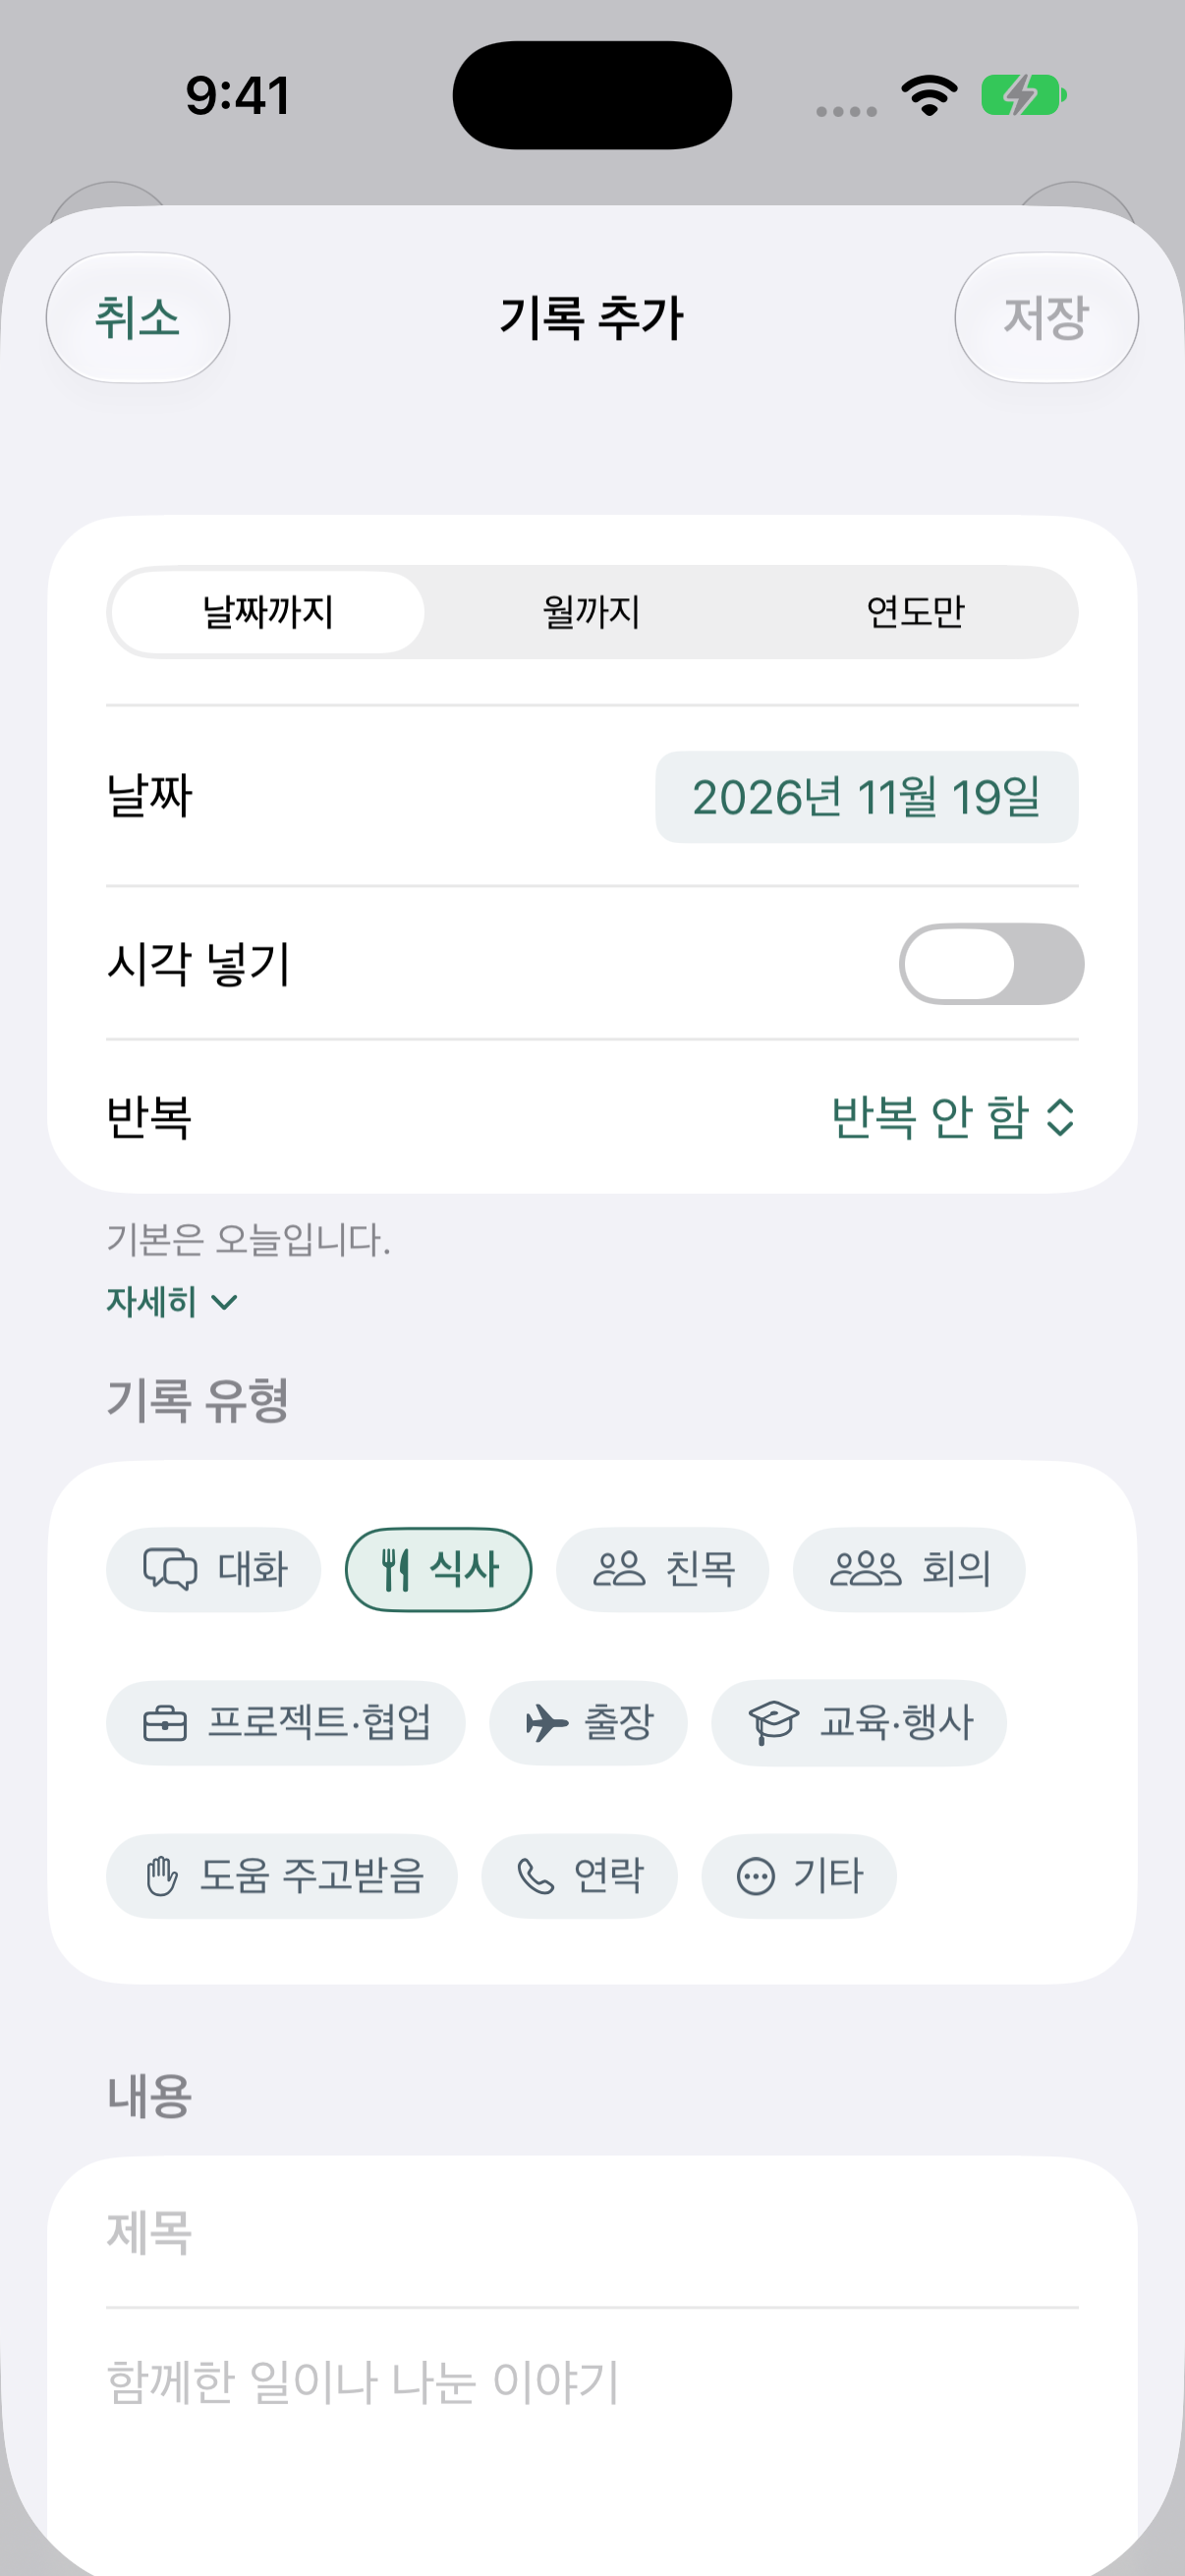 9:41
취소 기록 추가 저장
날짜까지 월까지 연도만
날짜 2026년 11월 19일
시각 넣기
반복 반복 안 함
기본은 오늘입니다.
자세히
기록 유형
대화 식사 친목 회의
프로젝트·협업 출장 교육·행사
도움 주고받음 연락 기타
내용
제목
함께한 일이나 나눈 이야기